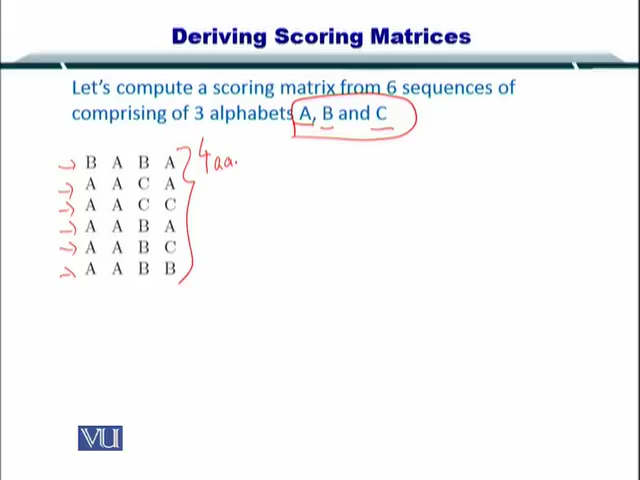 Deriving Scoring Matrices
Let's compute a scoring matrix from 6 sequences of
comprising of 3 alphabets A, B and C
B A B A
A A C A
A A C C
A A B A
A A B C
A A B B
4 aa.
VU